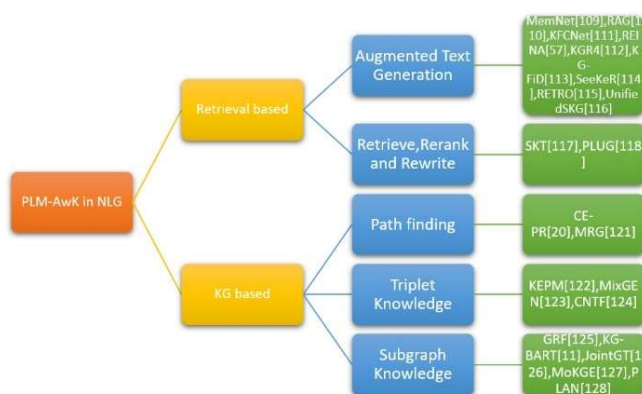 PLM-AwK in NLG
Retrieval based
KG based
Augmented Text
Generation
Retrieve,Rerank
and Rewrite
Path finding
Triplet
Knowledge
Subgraph
Knowledge
MemNet[109],RAG[1
10],KFCNet[111],REI
NA[57],KGR4[112],K
G-
FiD[113],SeeKeR[114
],RETRO[115],Unifie
dSKG[116]
SKT[117],PLUG[118
]
CE-
PR[20],MRG[121]
KEPM[122],MixGE
N[123],CNTF[124]
GRF[125],KG-
BART[11],JointGT[1
26],MoKGE[127],P
LAN[128]